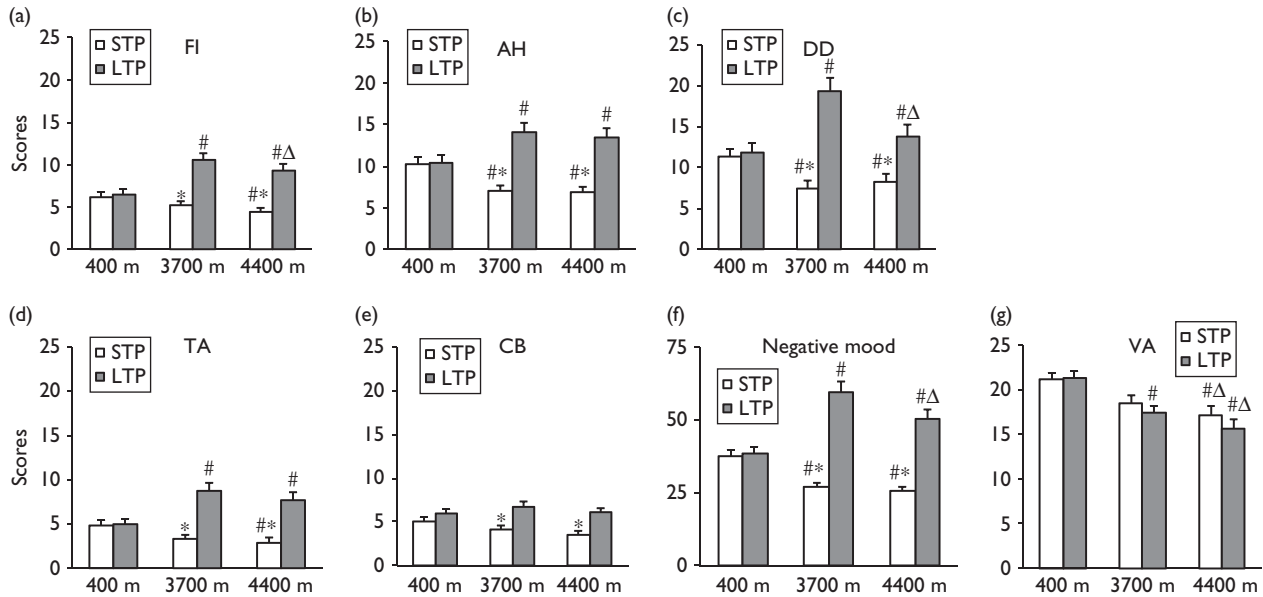 (a)
FI
STP
LTP
Scores
25
20
15
10
5
0
*
#
#*
#Δ
400 m 3700 m 4400 m
(b)
AH
STP
LTP
25
20
15
10
5
0
#*
#
#*
#
400 m 3700 m 4400 m
(c)
DD
STP
LTP
25
20
15
10
5
0
#*
#
#*
#Δ
400 m 3700 m 4400 m
(d)
TA
STP
LTP
Scores
25
20
15
10
5
0
*
#
#*
#
400 m 3700 m 4400 m
(e)
CB
STP
LTP
25
20
15
10
5
0
*
*
400 m 3700 m 4400 m
(f)
Negative mood
STP
LTP
75
50
25
0
#*
#
#*
#Δ
400 m 3700 m 4400 m
(g)
VA
STP
LTP
25
20
15
10
5
0
#
#Δ
#Δ
400 m 3700 m 4400 m